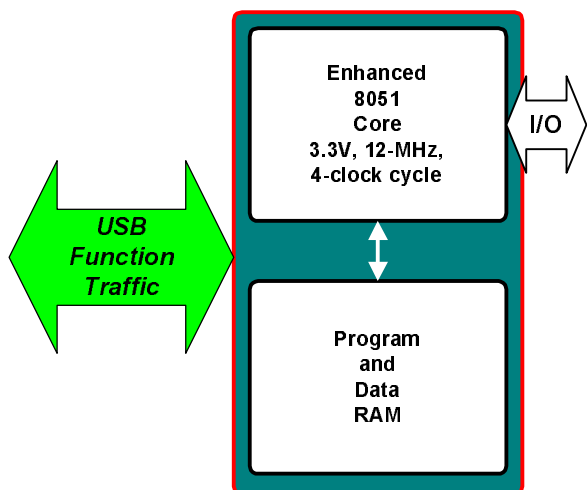 Enhanced
8051
Core
3.3V, 12-MHz,
4-clock cycle
I/O
USB
Function
Traffic
Program
and
Data
RAM